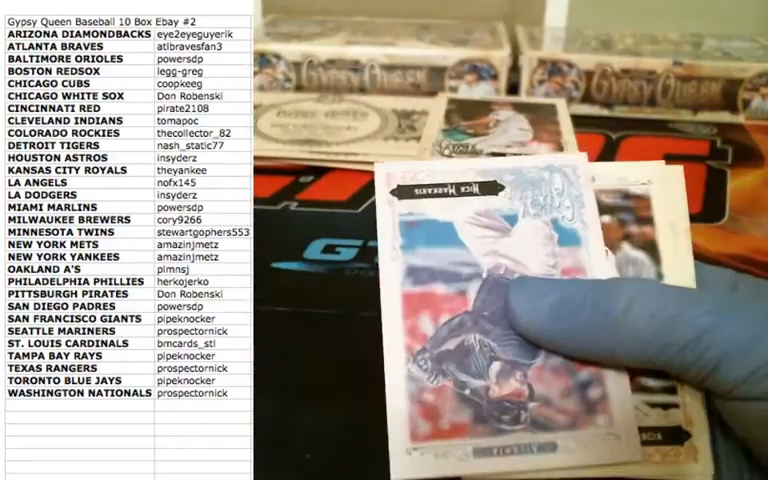 Gypsy Queen Baseball 10 Box Ebay #2
ARIZONA DIAMONDBACKS eye2eyeguyerik
ATLANTA BRAVES atlbravesfan3
BALTIMORE ORIOLES powersdp
BOSTON REDSOX legg-greg
CHICAGO CUBS coopkeeg
CHICAGO WHITE SOX Don Robenski
CINCINNATI RED pirate2108
CLEVELAND INDIANS tomapoc
COLORADO ROCKIES thecollector_82
DETROIT TIGERS nash_static77
HOUSTON ASTROS insyderz
KANSAS CITY ROYALS theyankee
LA ANGELS nofx145
LA DODGERS insyderz
MIAMI MARLINS powersdp
MILWAUKEE BREWERS cory9266
MINNESOTA TWINS stewartgophers553
NEW YORK METS amazinjmetz
NEW YORK YANKEES amazinjmetz
OAKLAND A'S plmnsj
PHILADELPHIA PHILLIES herkojerko
PITTSBURGH PIRATES Don Robenski
SAN DIEGO PADRES powersdp
SAN FRANCISCO GIANTS pipeknocker
SEATTLE MARINERS prospectornick
ST. LOUIS CARDINALS bmcards_stl
TAMPA BAY RAYS pipeknocker
TEXAS RANGERS prospectornick
TORONTO BLUE JAYS pipeknocker
WASHINGTON NATIONALS prospectornick
GYPSY QUEEN
GYPSY QUEEN
NICK MARKAKIS
ATLANTA